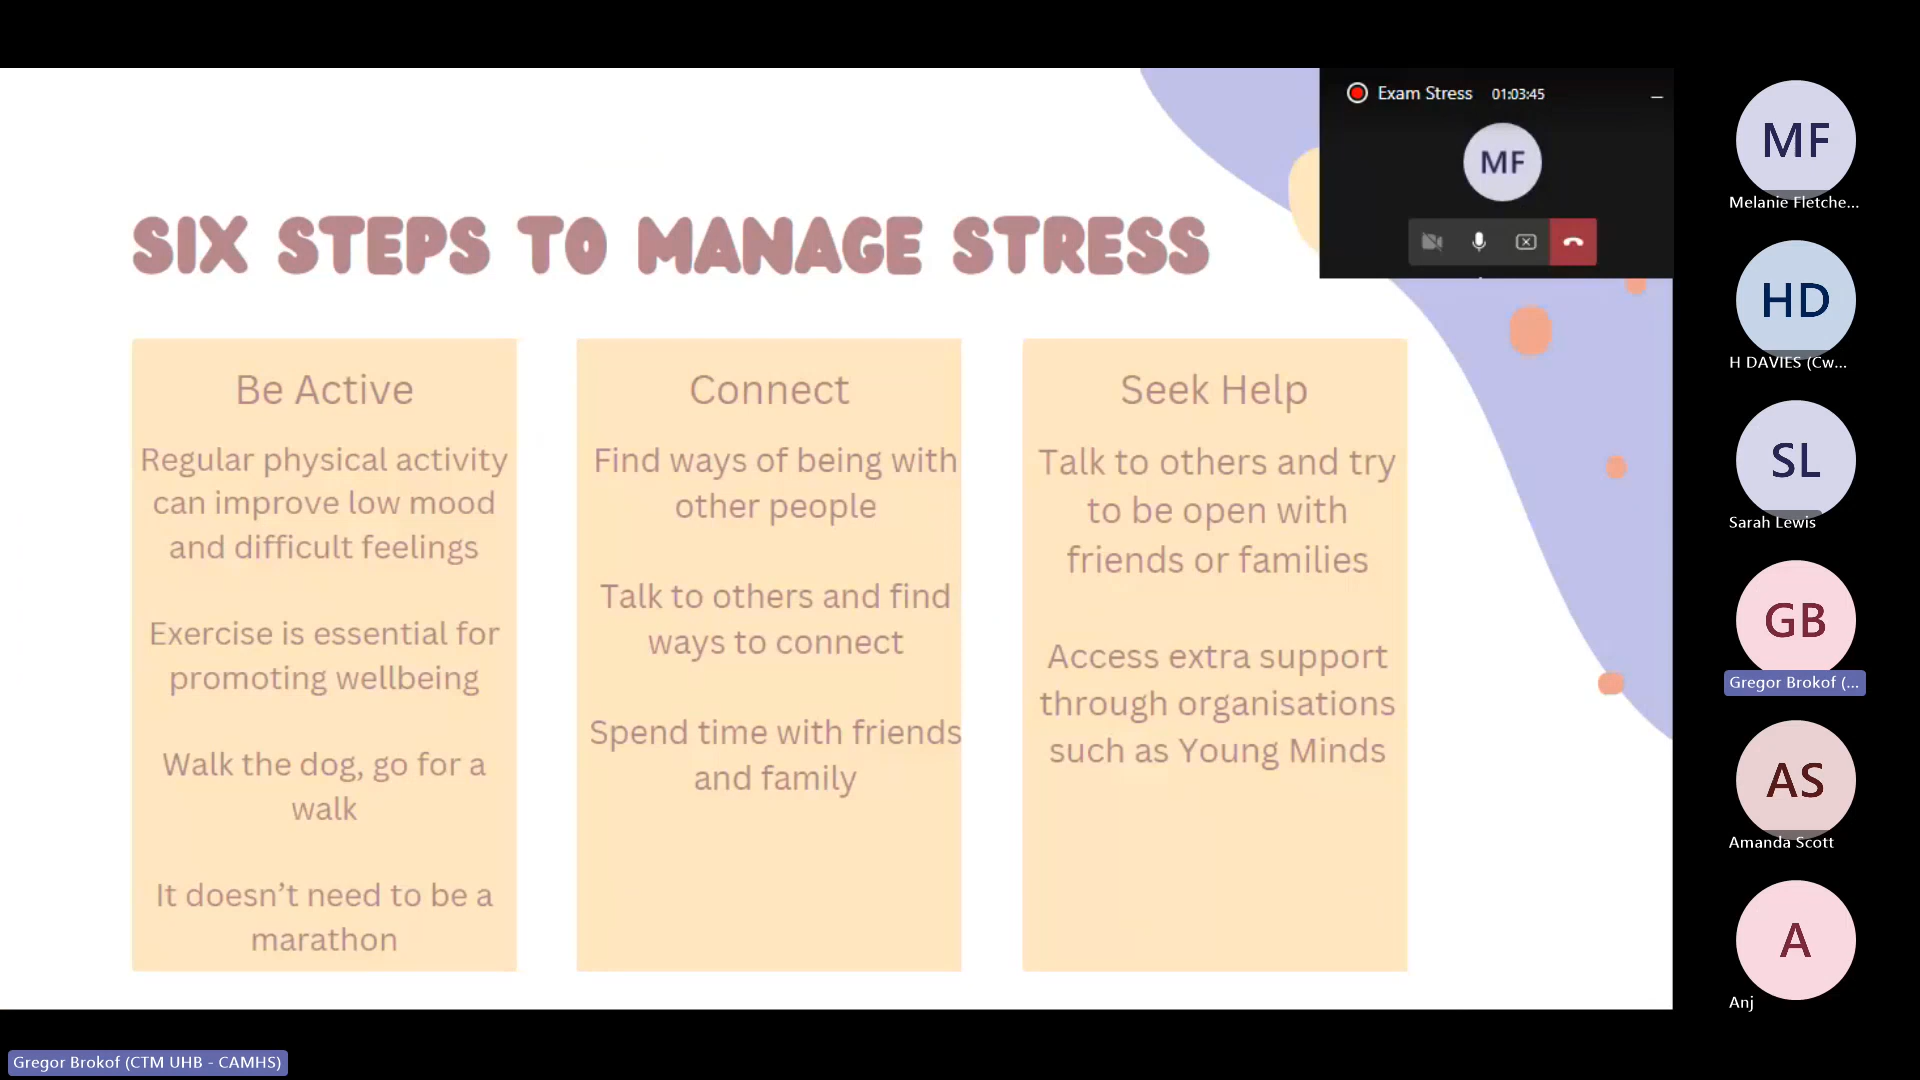 Exam Stress 01:03:45
MF
SIX STEPS TO MANAGE STRESS
Be Active
Regular physical activity
can improve low mood
and difficult feelings
Exercise is essential for
promoting wellbeing
Walk the dog, go for a
walk
It doesn’t need to be a
marathon
Connect
Find ways of being with
other people
Talk to others and find
ways to connect
Spend time with friends
and family
Seek Help
Talk to others and try
to be open with
friends or families
Access extra support
through organisations
such as Young Minds
MF
Melanie Fletche...
HD
H DAVIES (Cw...
SL
Sarah Lewis
GB
Gregor Brokof (...
AS
Amanda Scott
A
Anj
Gregor Brokof (CTM UHB - CAMHS)